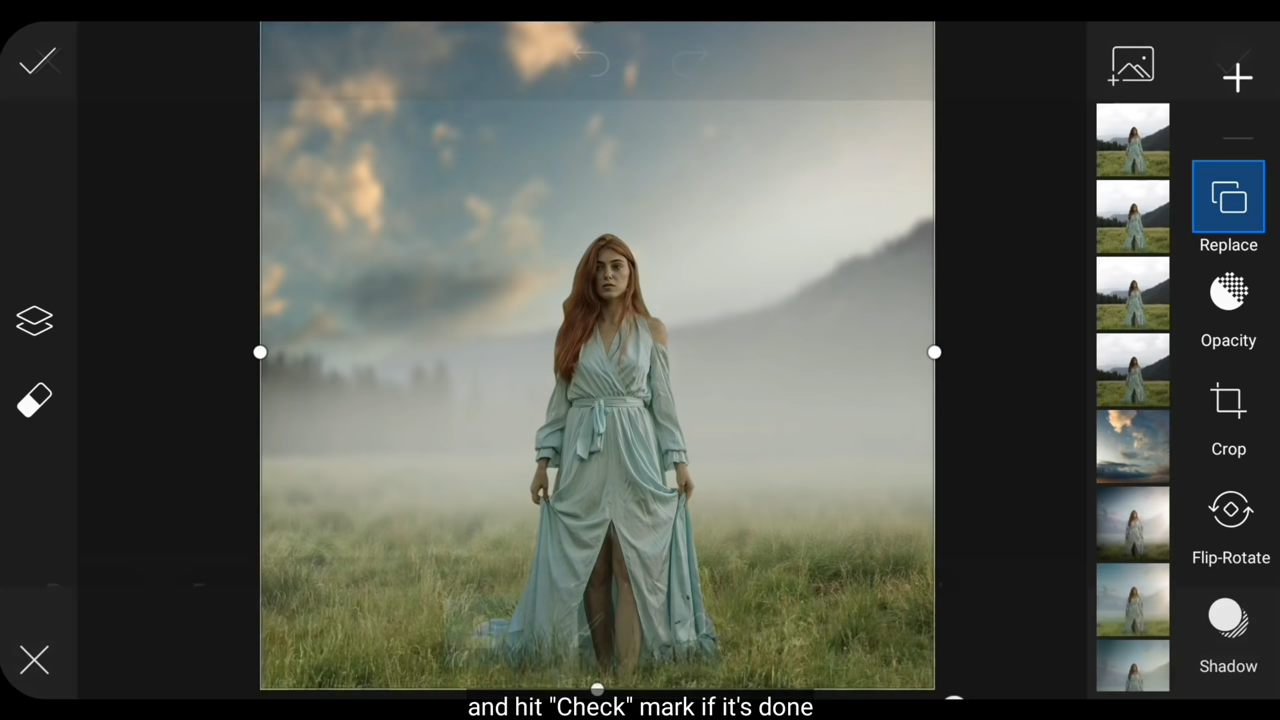 Replace
Opacity
Crop
Flip-Rotate
Shadow
and hit "Check" mark if it's done